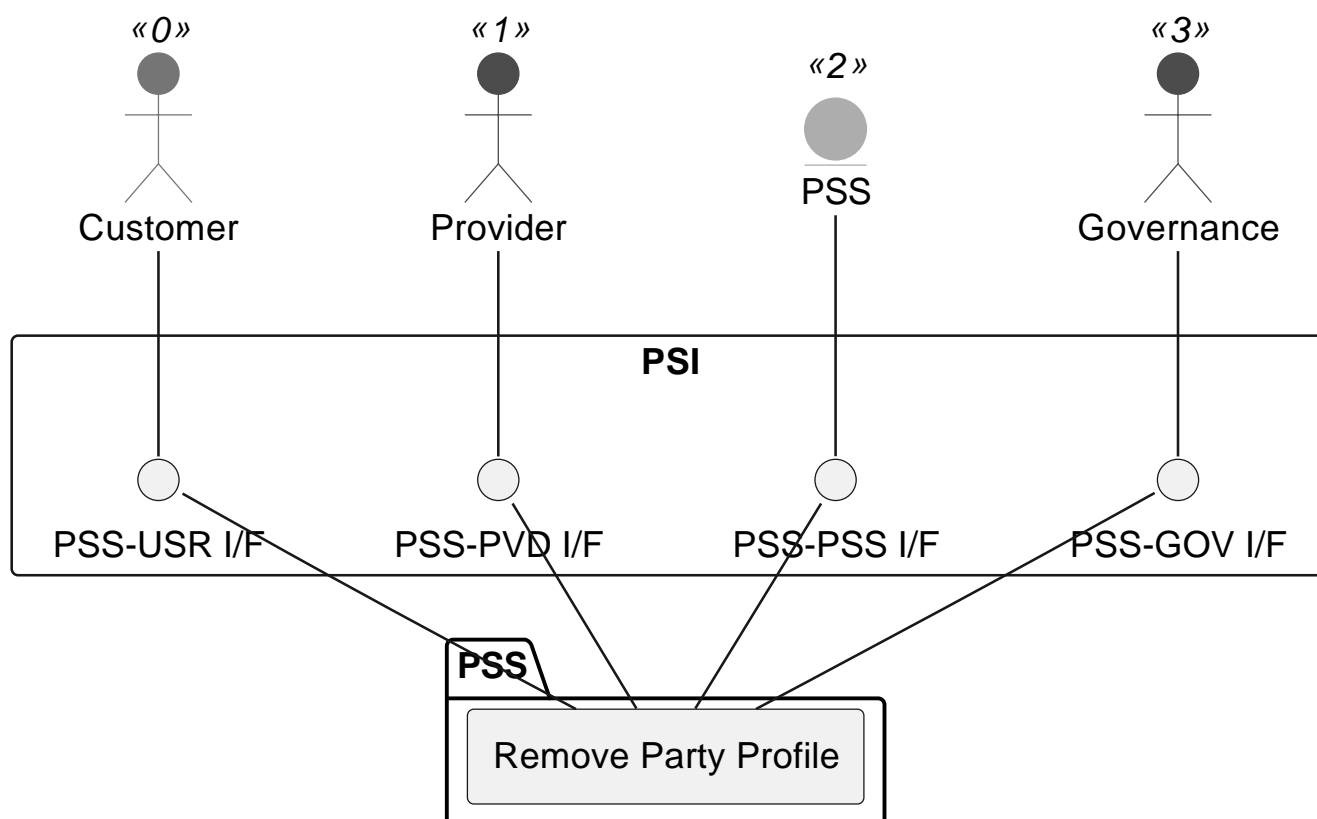 «0»
«1»
«2»
«3»
Customer
Provider
PSS
Governance
PSI
PSS-USR I/F
PSS-PVD I/F
PSS-PSS I/F
PSS-GOV I/F
PSS
Remove Party Profile